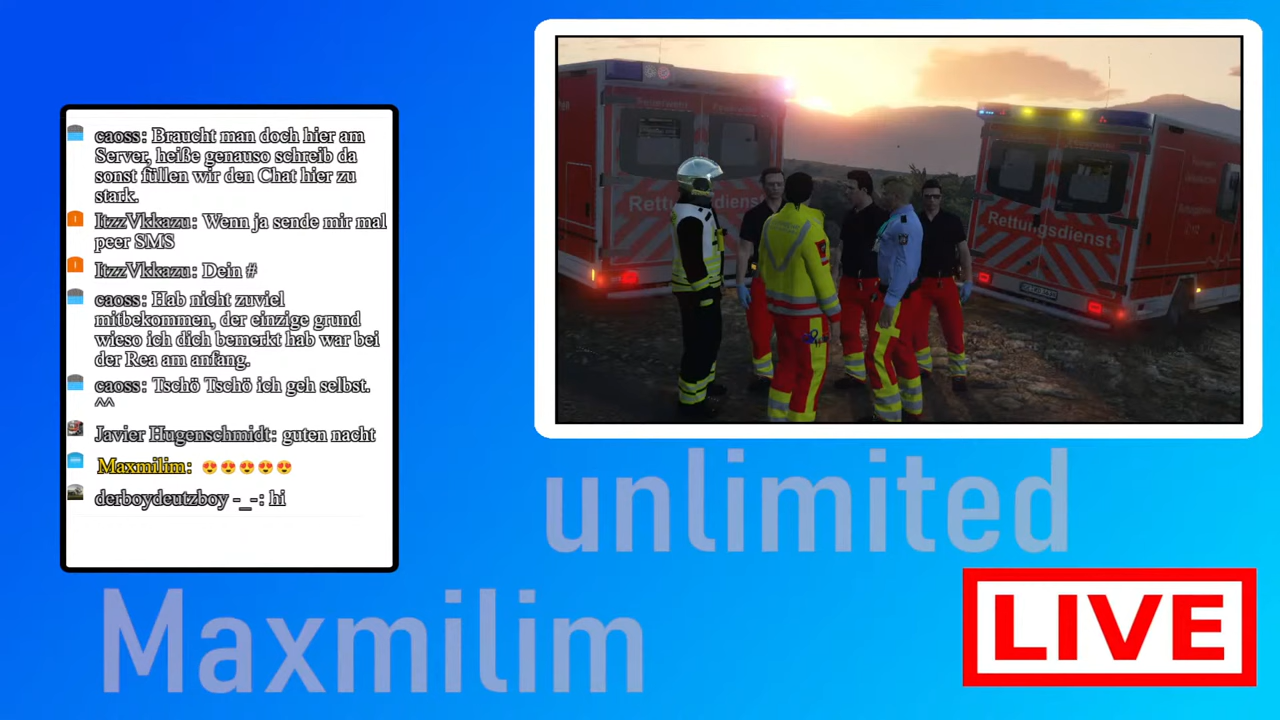 caoss: Braucht man doch hier am
Server, heiße genauso schreib da
sonst füllen wir den Chat hier zu
stark.
ItzzVkkazu: Wenn ja sende mir mal
peer SMS
ItzzVkkazu: Dein #
caoss: Hab nicht zuviel
mitbekommen, der einzige grund
wieso ich dich bemerkt hab war bei
der Rea am anfang.
caoss: Tschö Tschö ich geh selbst.
^^
Javier Hugenschmidt: guten nacht
Maxmilim: 😍😍😍😍😍
derboydeutzboy -_-: hi
Rettungsdienst
Rettungsdienst
unlimited
Maxmilim
LIVE